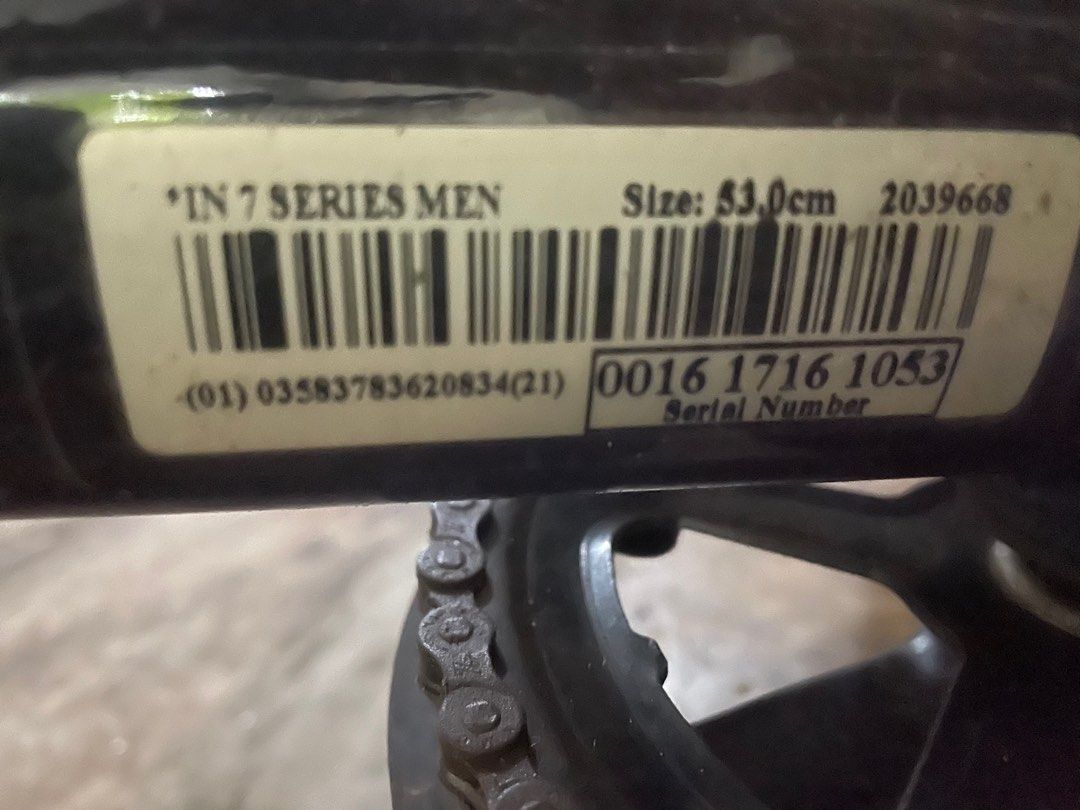 *IN 7 SERIES MEN Size: 53.0cm 2039668
(01) 03583783620834(21) 0016 1716 1053
Serial Number